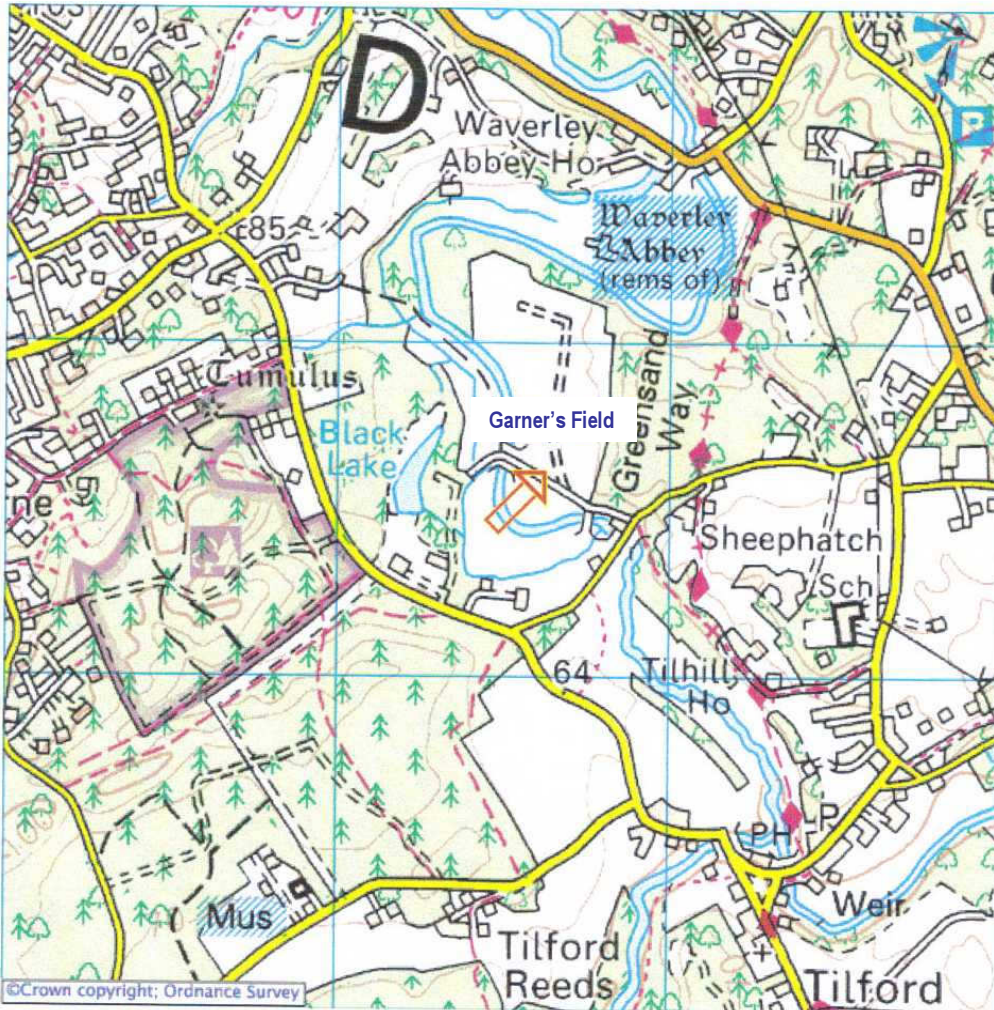 D
Waverley
Abbey Ho
Waverley
Abbey
(rems of)
85
Tumulus
Greensand
Way
Garner's Field
Black
Lake
ne
Sheephatch
Sch
64
Tilhill
Ho
PH
P
Mus
Weir
Tilford
Reeds
Tilford
©Crown copyright; Ordnance Survey